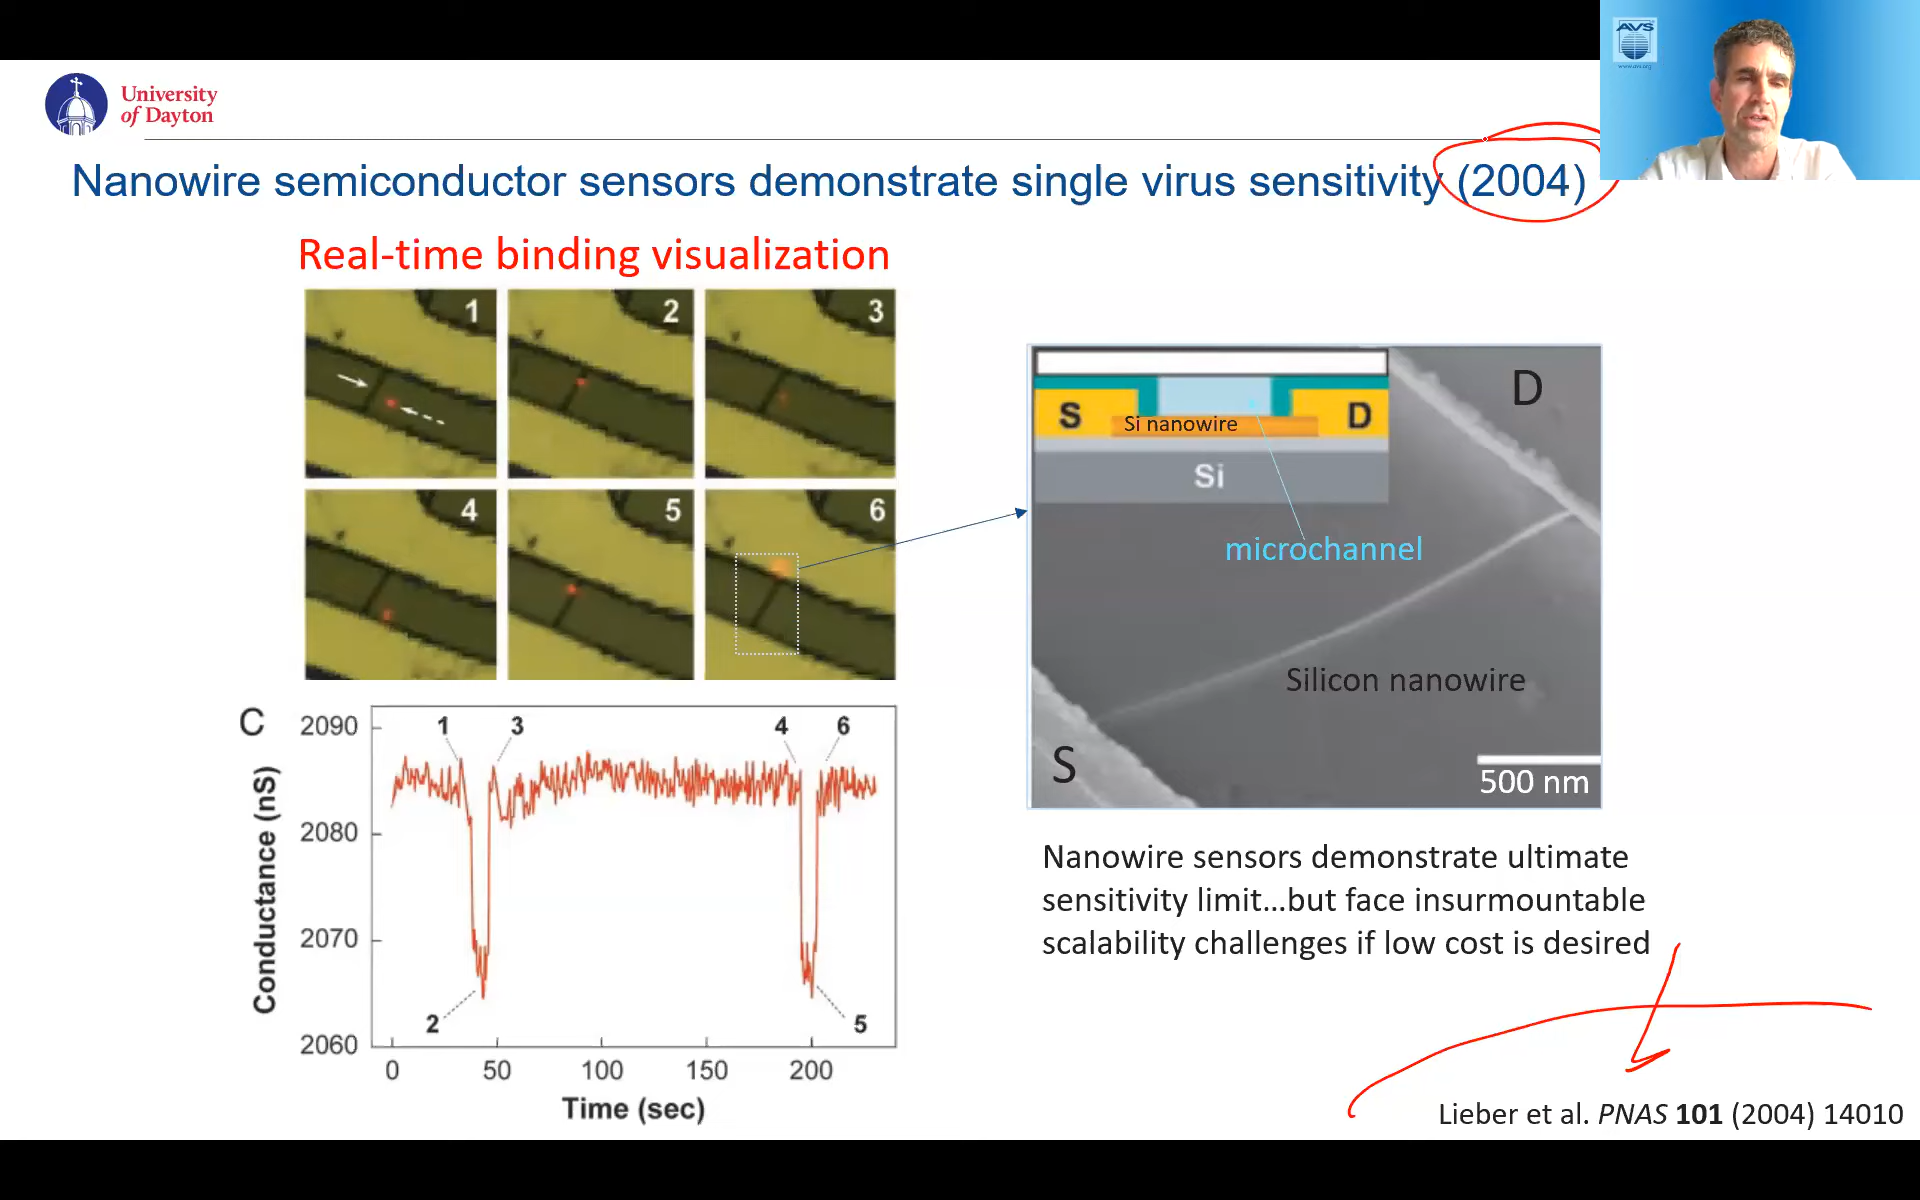 AVS
University
of Dayton
Nanowire semiconductor sensors demonstrate single virus sensitivity (2004)
Real-time binding visualization
1
2
3
4
5
6
S
Si nanowire
D
Si
microchannel
D
Silicon nanowire
S
500 nm
C
Conductance (nS)
2090
2080
2070
2060
1
3
4
6
2
5
0
50
100
150
200
Time (sec)
Nanowire sensors demonstrate ultimate
sensitivity limit...but face insurmountable
scalability challenges if low cost is desired
Lieber et al. PNAS 101 (2004) 14010